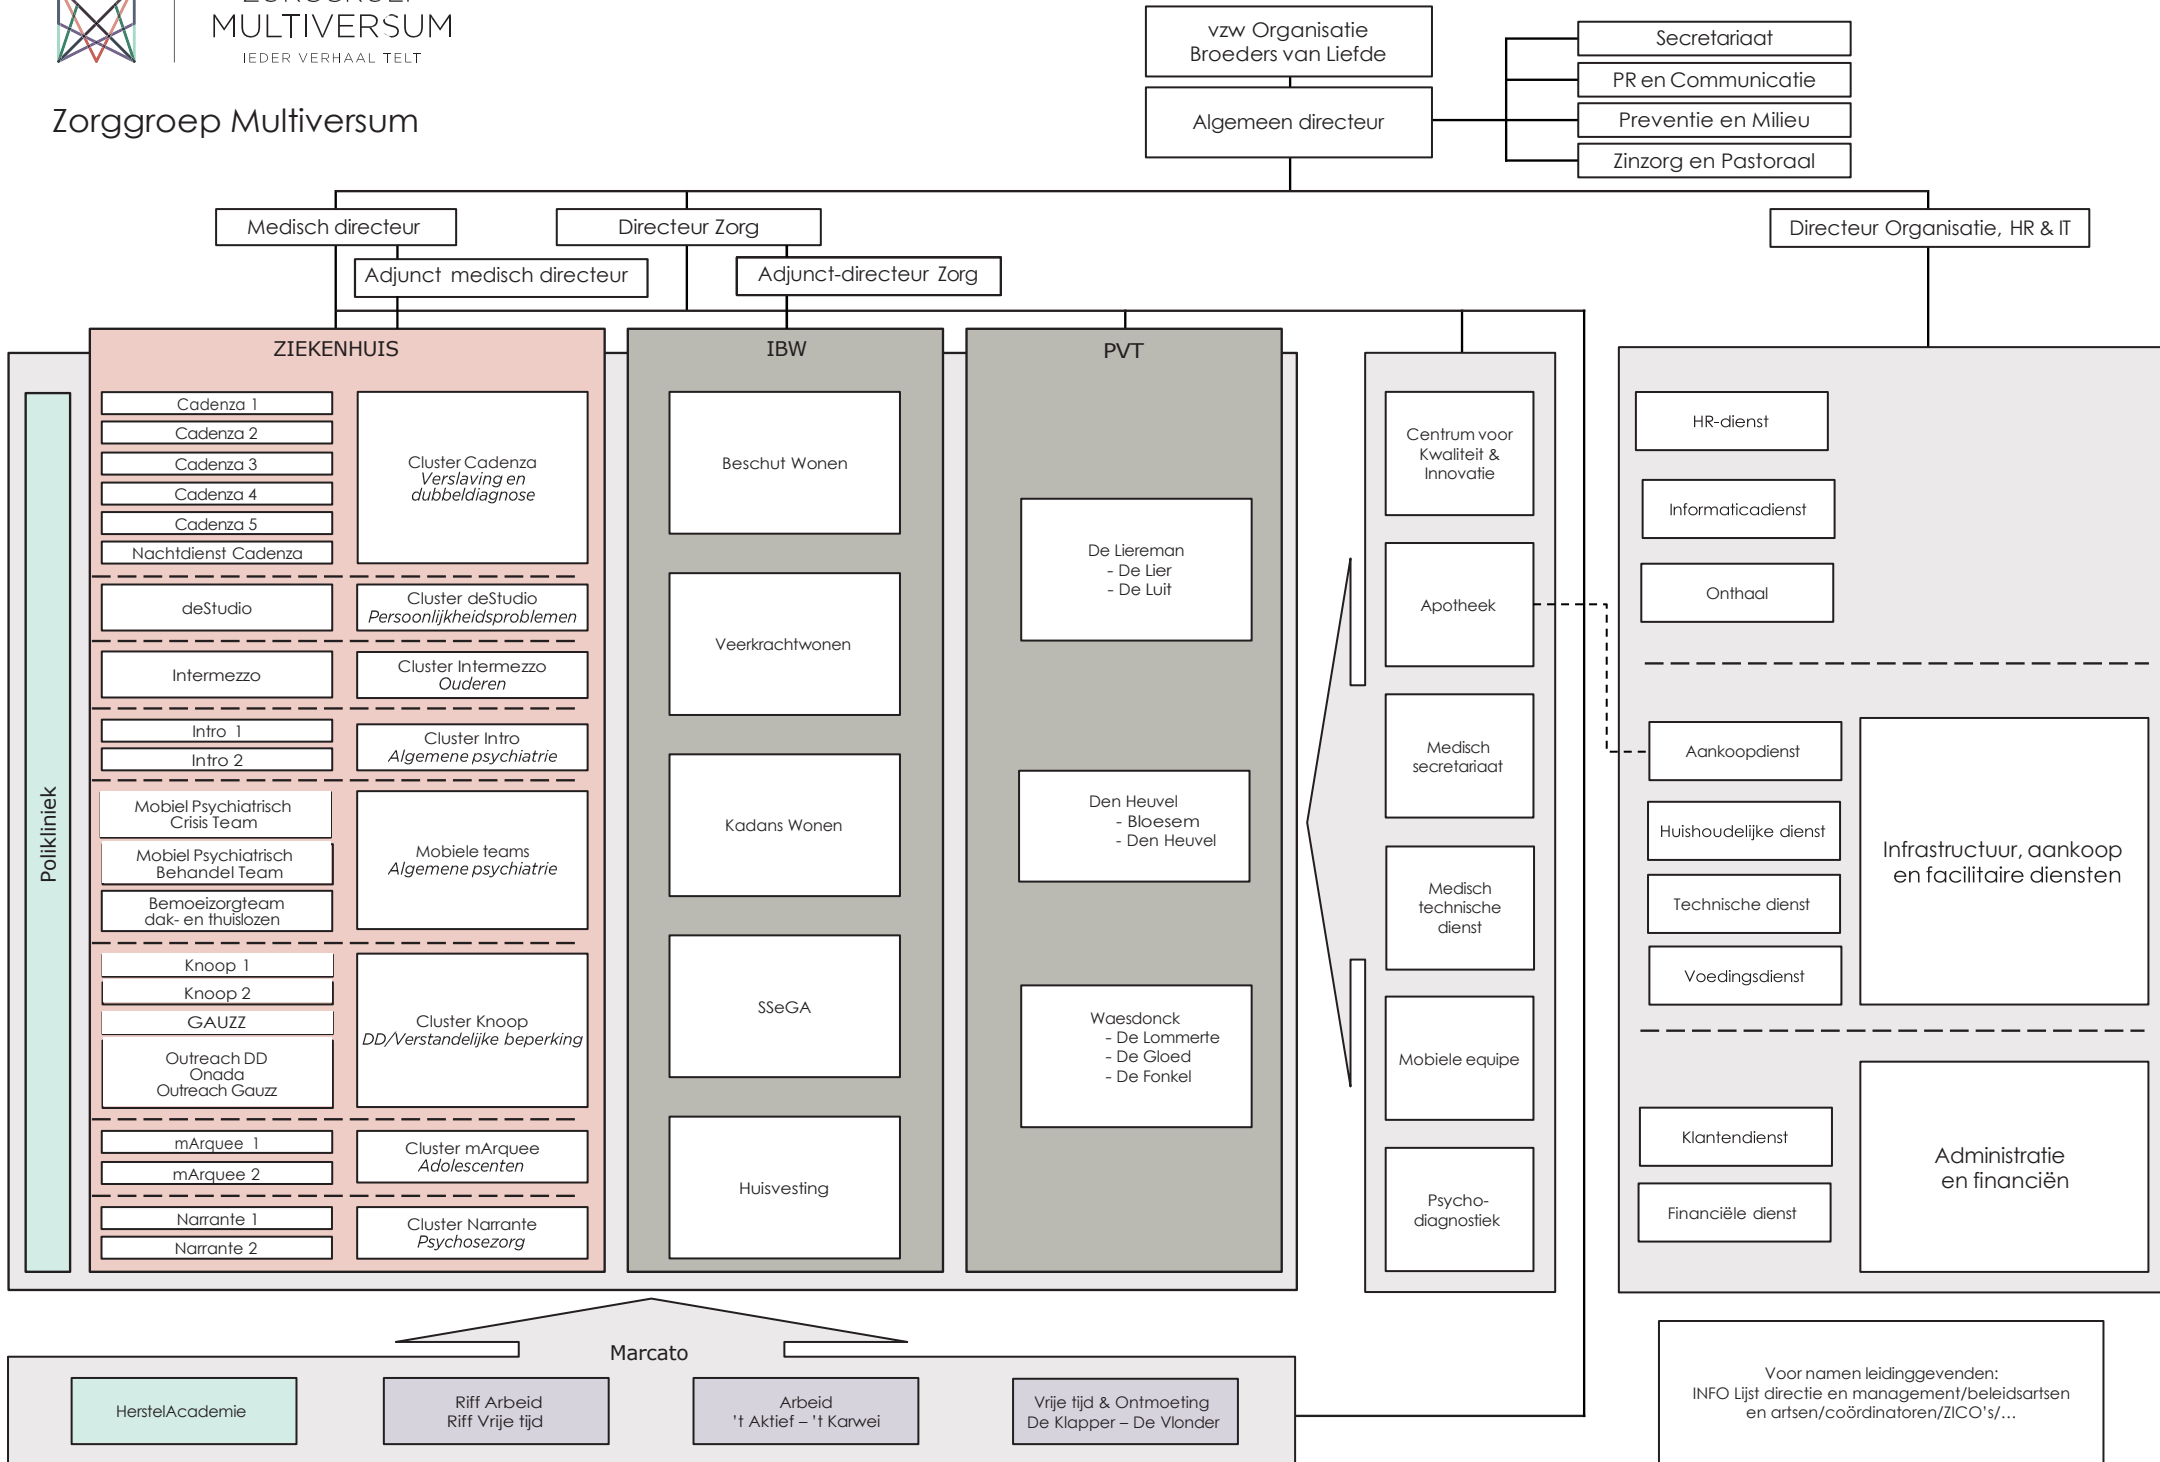 MULTIVERSUM
IEDER VERHAAL TELT
Zorggroep Multiversum
vzw Organisatie
Broeders van Liefde
Algemeen directeur
Secretariaat
PR en Communicatie
Preventie en Milieu
Zinzorg en Pastoraal
Medisch directeur
Directeur Zorg
Directeur Organisatie, HR & IT
Adjunct medisch directeur
Adjunct-directeur Zorg
Polikliniek
ZIEKENHUIS
Cadenza 1
Cadenza 2
Cadenza 3
Cadenza 4
Cadenza 5
Nachtdienst Cadenza
Cluster Cadenza
Verslaving en
dubbeldiagnose
deStudio
Cluster deStudio
Persoonlijkheidsproblemen
Intermezzo
Cluster Intermezzo
Ouderen
Intro 1
Intro 2
Cluster Intro
Algemene psychiatrie
Mobiel Psychiatrisch
Crisis Team
Mobiel Psychiatrisch
Behandel Team
Bemoeizorgteam
dak- en thuislozen
Mobiele teams
Algemene psychiatrie
Knoop 1
Knoop 2
GAUZZ
Outreach DD
Onada
Outreach Gauzz
Cluster Knoop
DD/Verstandelijke beperking
mArquee 1
mArquee 2
Cluster mArquee
Adolescenten
Narrante 1
Narrante 2
Cluster Narrante
Psychosezorg
IBW
Beschut Wonen
Veerkrachtwonen
Kadans Wonen
SSeGA
Huisvesting
PVT
De Liereman
- De Lier
- De Luit
Den Heuvel
- Bloesem
- Den Heuvel
Waesdonck
- De Lommerte
- De Gloed
- De Fonkel
Centrum voor
Kwaliteit &
Innovatie
Apotheek
Medisch
secretariaat
Medisch
technische
dienst
Mobiele equipe
Psycho-
diagnostiek
HR-dienst
Informaticadienst
Onthaal
Aankoopdienst
Huishoudelijke dienst
Technische dienst
Voedingsdienst
Infrastructuur, aankoop
en facilitaire diensten
Klantendienst
Financiële dienst
Administratie
en financiën
Marcato
HerstelAcademie
Riff Arbeid
Riff Vrije tijd
Arbeid
’t Aktief – ’t Karwei
Vrije tijd & Ontmoeting
De Klapper – De Vlonder
Voor namen leidinggevenden:
INFO Lijst directie en management/beleidsartsen
en artsen/coördinatoren/ZICO’s/…